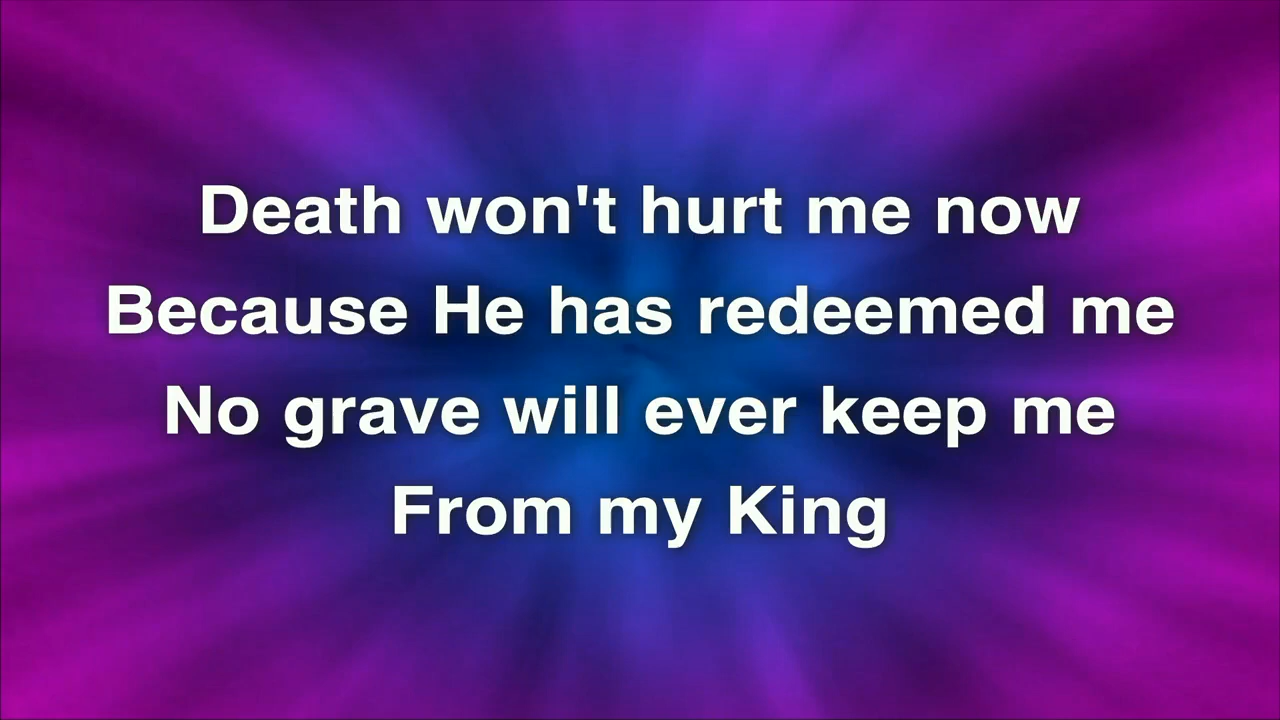 Death won't hurt me now
Because He has redeemed me
No grave will ever keep me
From my King